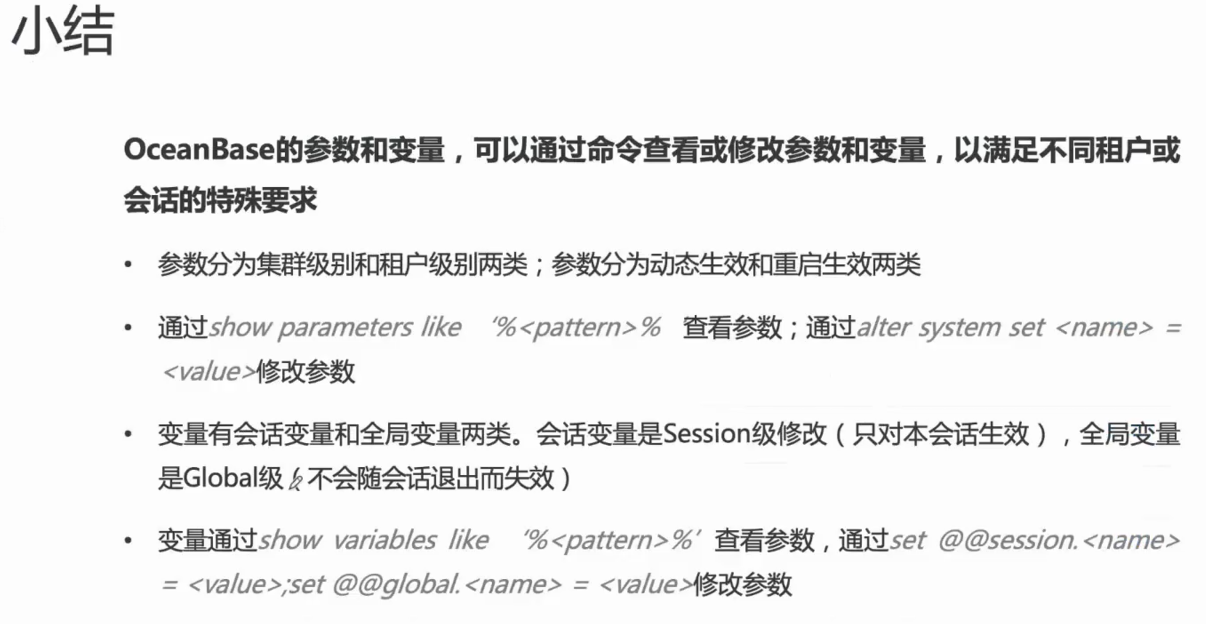 小结
OceanBase的参数和变量，可以通过命令查看或修改参数和变量，以满足不同租户或
会话的特殊要求
• 参数分为集群级别和租户级别两类；参数分为动态生效和重启生效两类
• 通过show parameters like ‘%<pattern>% 查看参数；通过alter system set <name> =
<value>修改参数
• 变量有会话变量和全局变量两类。会话变量是Session级修改（只对本会话生效），全局变量
是Global级 不会随会话退出而失效）
• 变量通过show variables like ‘%<pattern>%’ 查看参数，通过set @@session.<name>
= <value>;set @@global.<name> = <value>修改参数